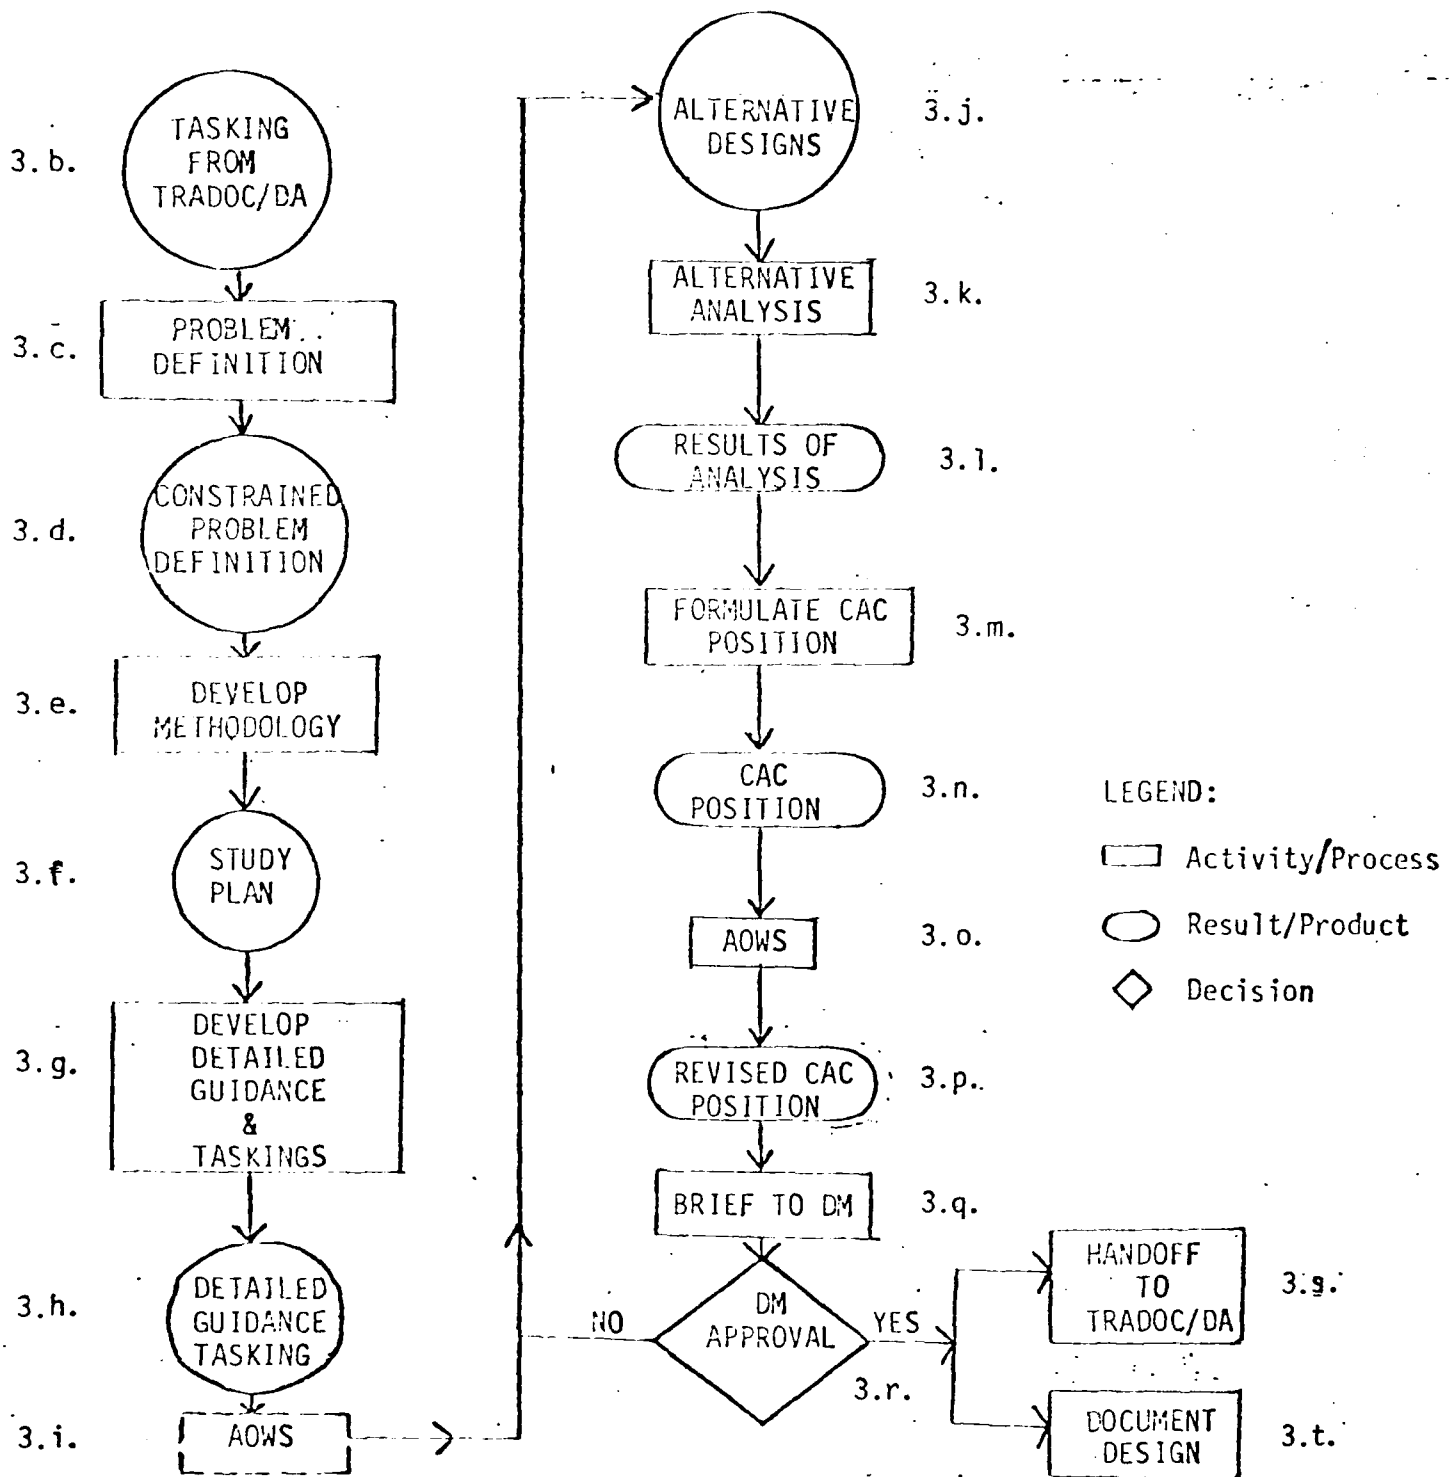 3.b.
TASKING
FROM
TRADOC/DA
3.c.
PROBLEM
DEFINITION
3.d.
CONSTRAINED
PROBLEM
DEFINITION
3.e.
DEVELOP
METHODOLOGY
3.f.
STUDY
PLAN
3.g.
DEVELOP
DETAILED
GUIDANCE
&
TASKINGS
3.h.
DETAILED
GUIDANCE
TASKING
3.i.
AOWS
ALTERNATIVE
DESIGNS
3.j.
ALTERNATIVE
ANALYSIS
3.k.
RESULTS OF
ANALYSIS
3.l.
FORMULATE CAC
POSITION
3.m.
CAC
POSITION
3.n.
AOWS
3.o.
REVISED CAC
POSITION
3.p.
BRIEF TO DM
3.q.
NO
DM
APPROVAL
YES
3.r.
HANDOFF
TO
TRADOC/DA
3.s.
DOCUMENT
DESIGN
3.t.
LEGEND:
Activity/Process
Result/Product
Decision